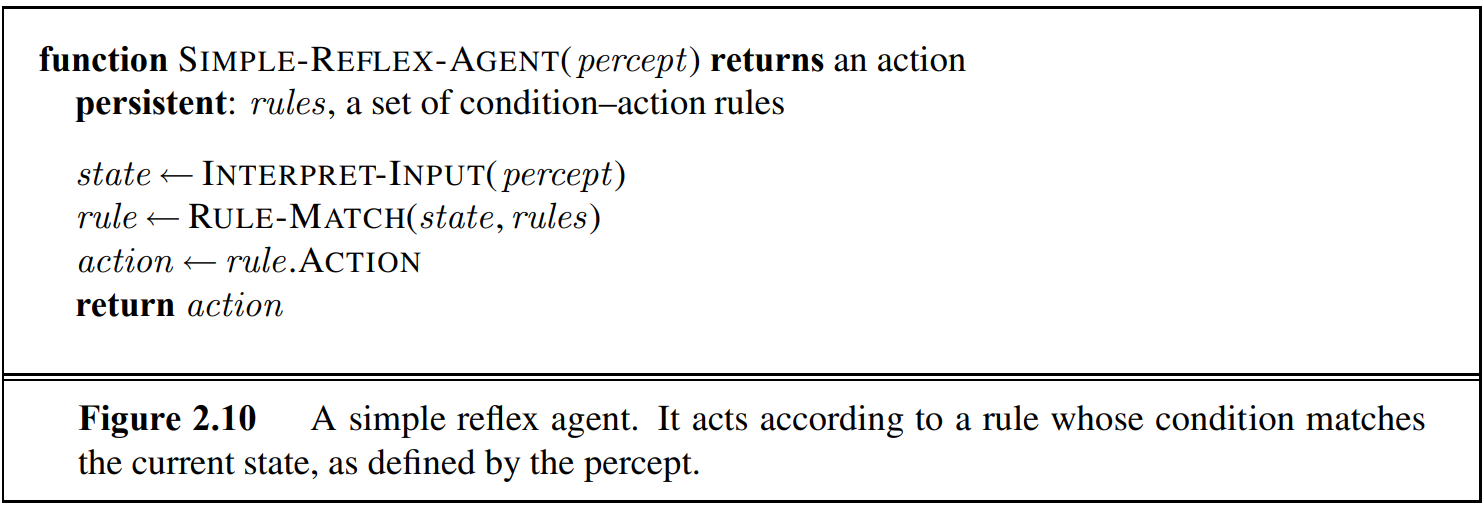 function SIMPLE-REFLEX-AGENT(percept) returns an action
persistent: rules, a set of condition–action rules
state ← INTERPRET-INPUT(percept)
rule ← RULE-MATCH(state, rules)
action ← rule.ACTION
return action
Figure 2.10 A simple reflex agent. It acts according to a rule whose condition matches
the current state, as defined by the percept.